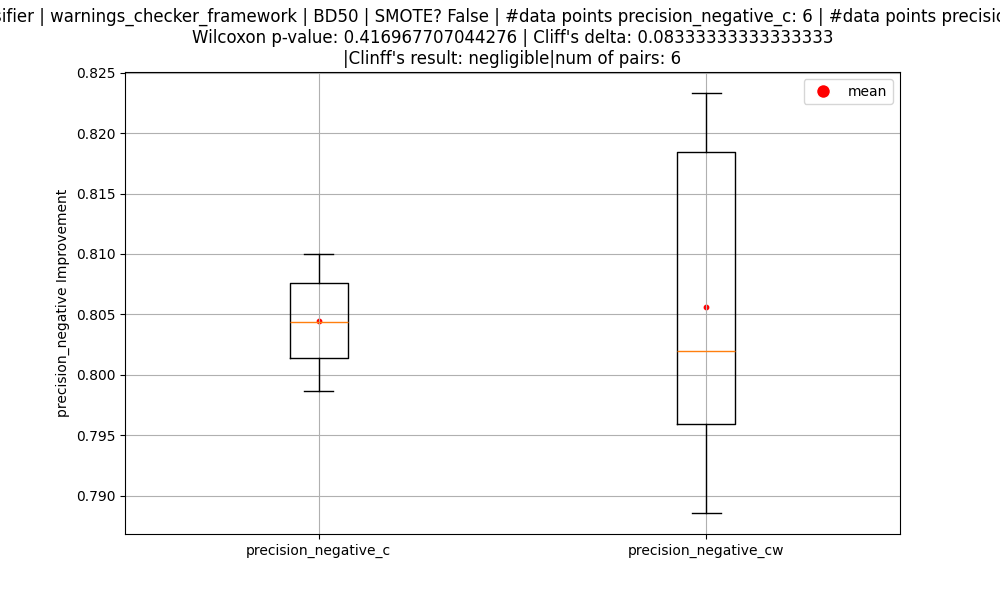 sifier | warnings_checker_framework | BD50 | SMOTE? False | #data points precision_negative_c: 6 | #data points precisio
Wilcoxon p-value: 0.416967707044276 | Cliff's delta: 0.08333333333333333
|Clinff's result: negligible|num of pairs: 6
0.825
0.820
0.815
0.810
0.805
0.800
0.795
0.790
precision_negative Improvement
mean
precision_negative_c
precision_negative_cw